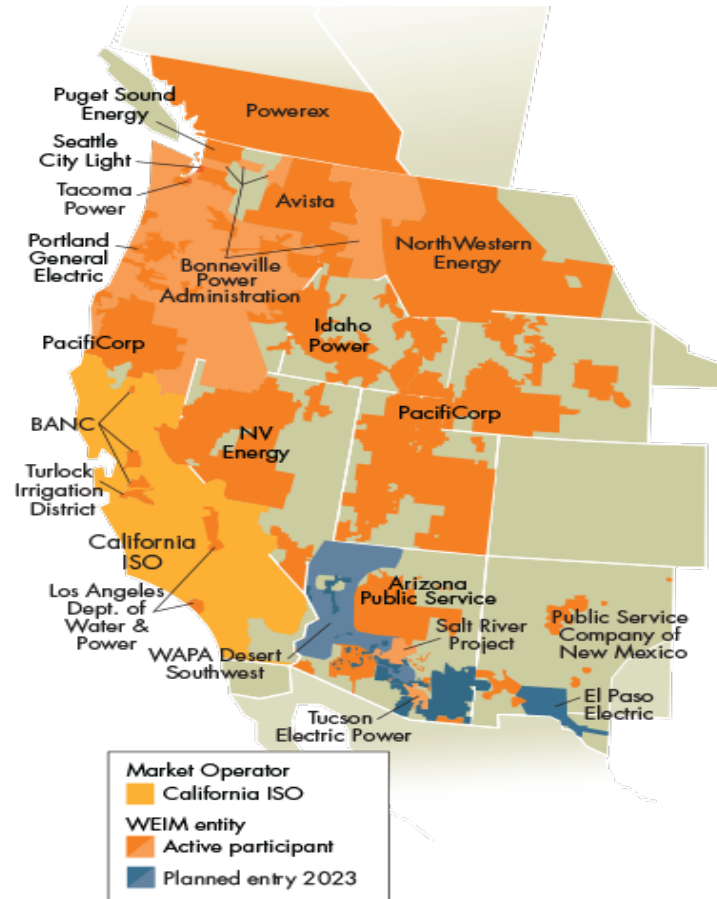 Powerex
Puget Sound
Energy
Seattle
City Light
Tacoma
Power
Avista
Portland
General
Electric
NorthWestern
Energy
Bonneville
Power
Administration
Idaho
Power
PacifiCorp
PacifiCorp
BANC
NV
Energy
Turlock
Irrigation
District
California
ISO
Los Angeles
Dept. of
Water &
Power
Arizona
Public Service
Salt River
Project
Public Service
Company of
New Mexico
WAPA Desert
Southwest
El Paso
Electric
Tucson
Electric Power
Market Operator
California ISO
WEIM entity
Active participant
Planned entry 2023